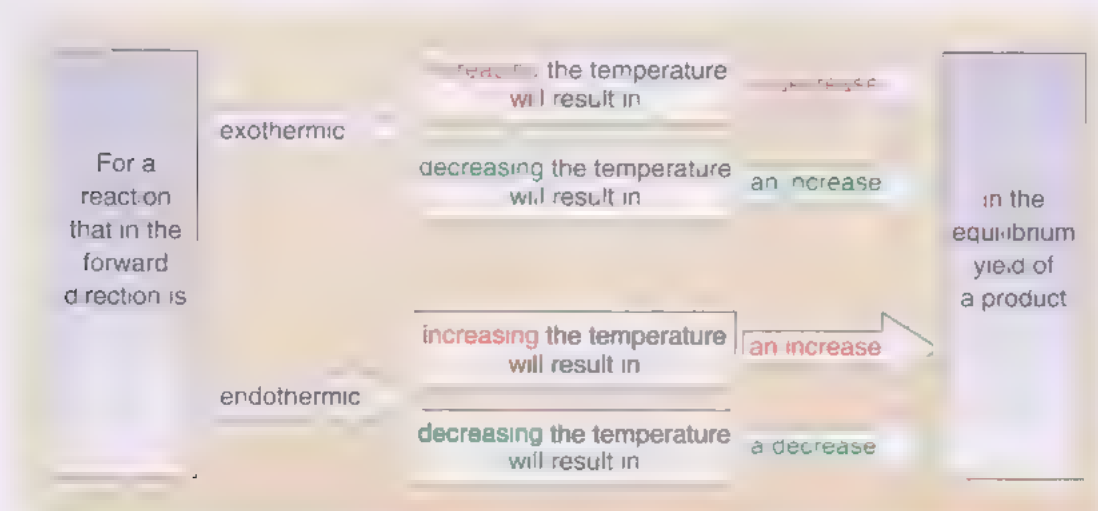 For a
reaction
that in the
forward
direction is
exothermic
the temperature
will result in
decreasing the temperature
will result in
an increase
endothermic
increasing the temperature
will result in
an increase
decreasing the temperature
will result in
a decrease
in the
equilibrium
yield of
a product